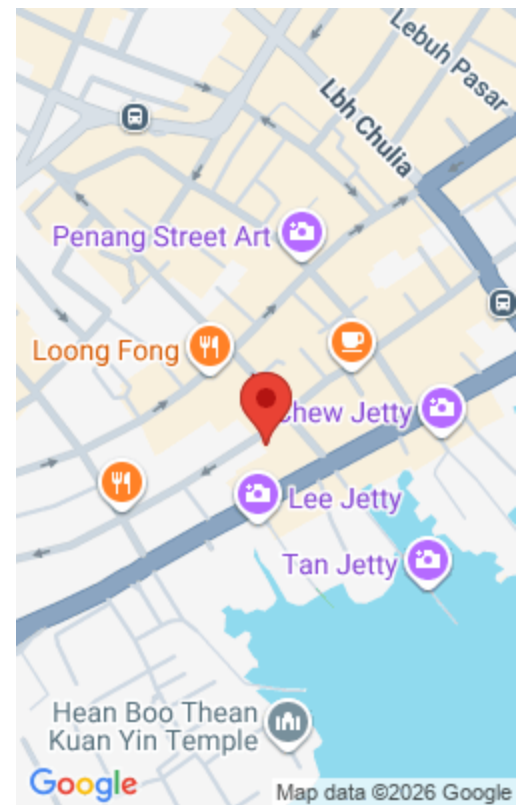 Lebuh Pasar
Lbh Chulia
Penang Street Art
Loong Fong
hew Jetty
Lee Jetty
Tan Jetty
Hean Boo Thean
Kuan Yin Temple
Google
Map data ©2026 Google